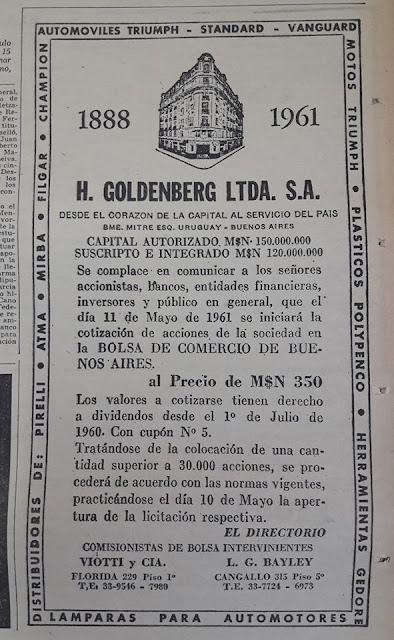 AUTOMOVILES TRIUMPH - STANDARD - VANGUARD
MOTOS TRIUMPH ♦ PLASTICOS POLYPENCO ♦ HERRAMIENTAS GEDORE
DISTRIBUIDORES DE: PIRELLI ♦ ATMA ♦ MIRBA ♦ FILGAR ♦ CHAMPION
1888 1961
H. GOLDENBERG LTDA. S.A.
DESDE EL CORAZON DE LA CAPITAL AL SERVICIO DEL PAIS
BME. MITRE ESQ. URUGUAY - BUENOS AIRES
CAPITAL AUTORIZADO M$N 150.000.000
SUSCRIPTO E INTEGRADO M$N 120.000.000
Se complace en comunicar a los señores
accionistas, bancos, entidades financieras,
inversores y público en general, que el
día 11 de Mayo de 1961 se iniciará la
cotización de acciones de la sociedad en
la BOLSA DE COMERCIO DE BUE-
NOS AIRES.
al Precio de M$N 350
Los valores a cotizarse tienen derecho
a dividendos desde el 1º de Julio de
1960. Con cupón Nº 5.
Tratándose de la colocación de una can-
tidad superior a 30.000 acciones, se pro-
cederá de acuerdo con las normas vigentes,
practicándose el día 10 de Mayo la aper-
tura de la licitación respectiva.
EL DIRECTORIO
COMISIONISTAS DE BOLSA INTERVINIENTES
VIOTTI y CIA. L. G. BAYLEY
FLORIDA 229 Piso 1º CANGALLO 315 Piso 5º
T.E: 33-9546 - 7980 T.E. 33-7724 - 6973
LAMPARAS PARA AUTOMOTORES